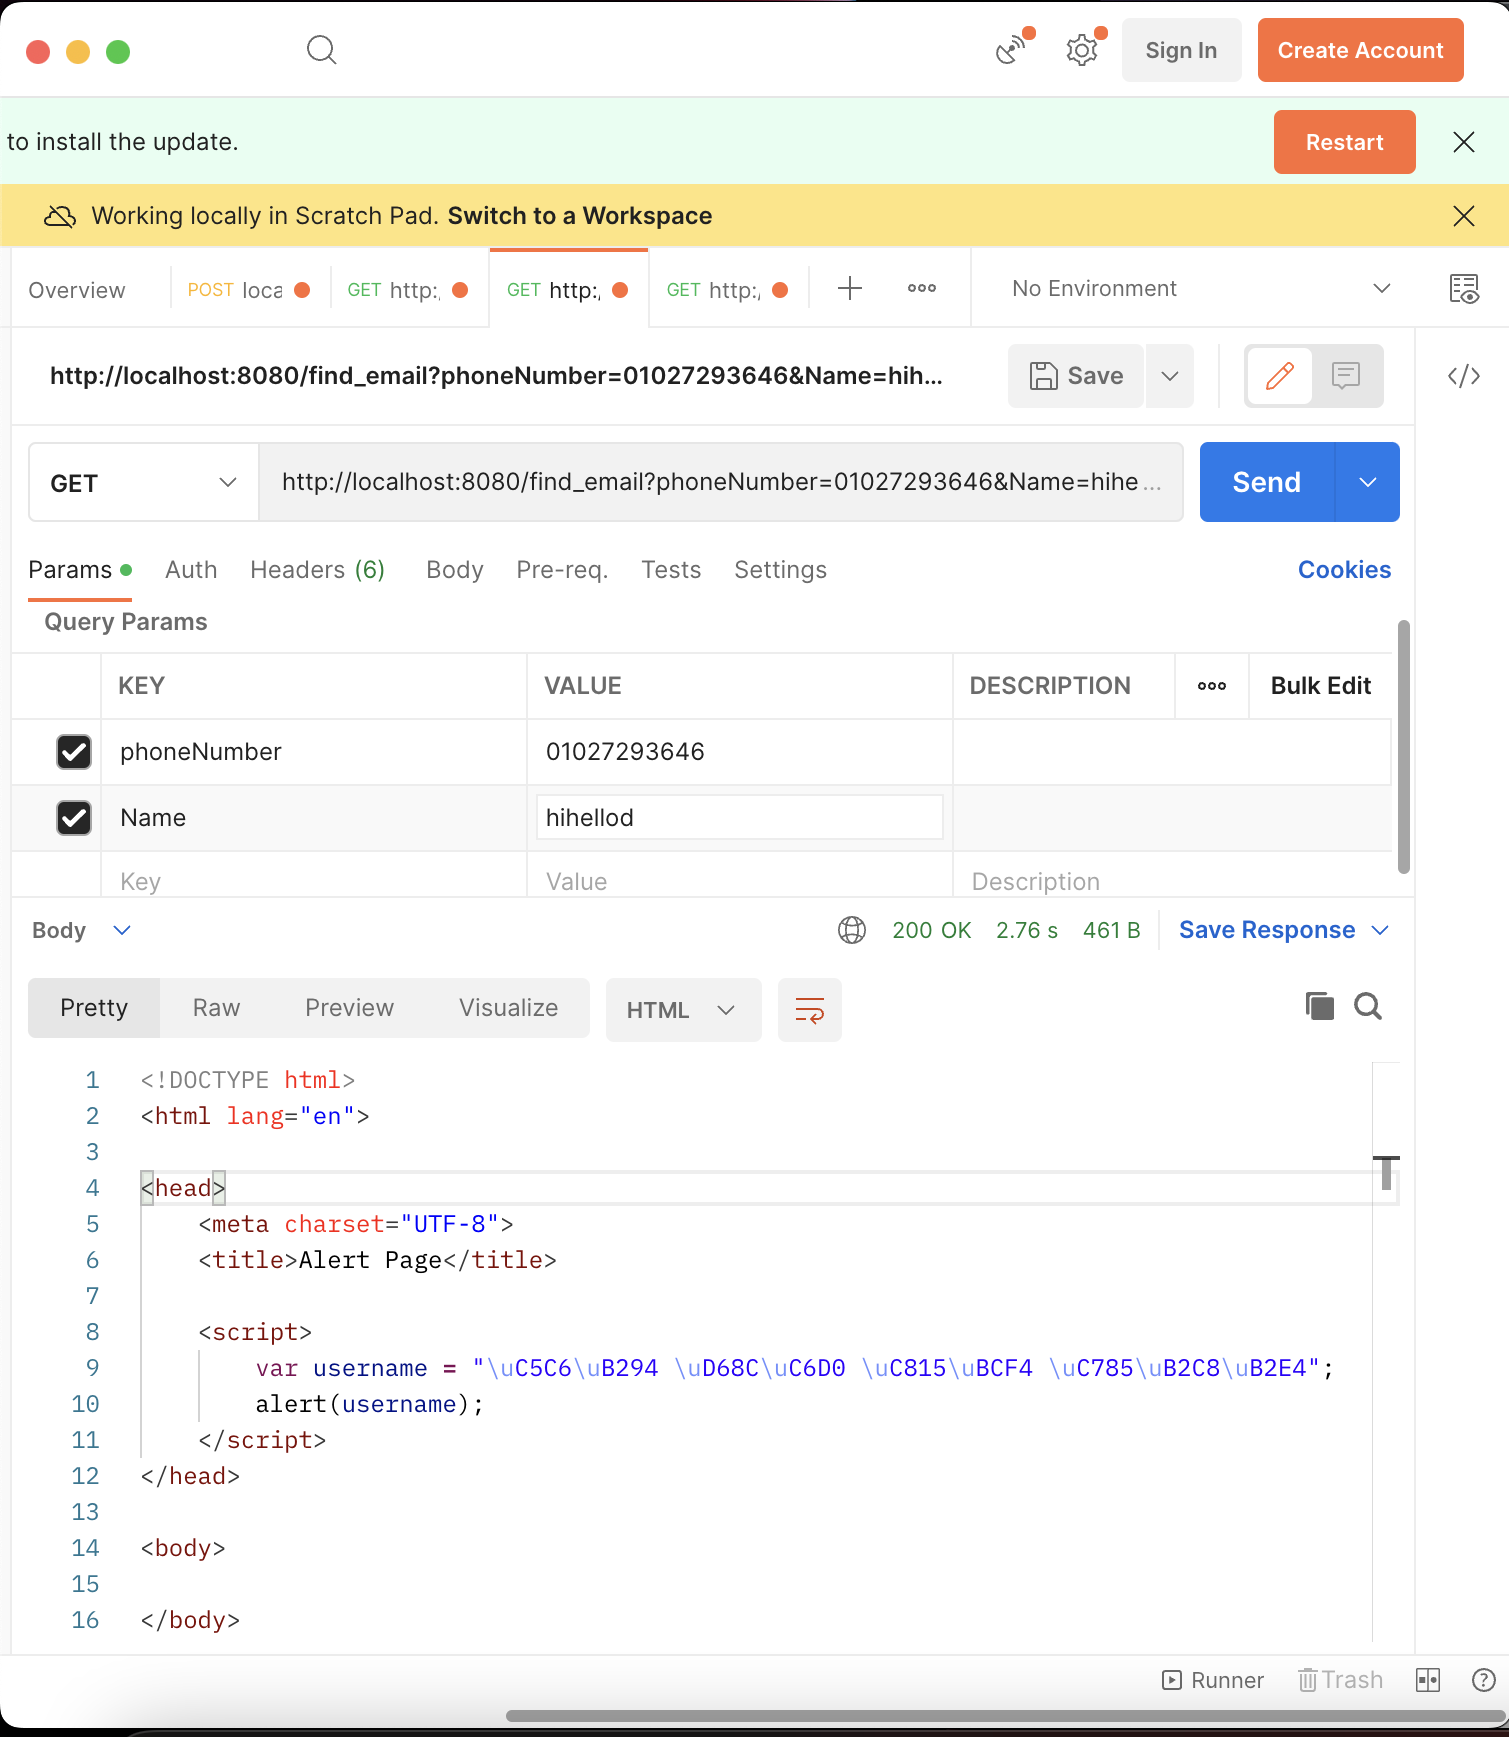 Sign In
Create Account
to install the update.
Restart
Working locally in Scratch Pad. Switch to a Workspace
Overview
POST loca
GET http:/
GET http:/
GET http:/
No Environment
http://localhost:8080/find_email?phoneNumber=01027293646&Name=hih...
Save
GET
http://localhost:8080/find_email?phoneNumber=01027293646&Name=hihe...
Send
Params
Auth
Headers (6)
Body
Pre-req.
Tests
Settings
Cookies
Query Params
KEY
VALUE
DESCRIPTION
Bulk Edit
phoneNumber
01027293646
Name
hihellod
Key
Value
Description
Body
200 OK
2.76 s
461 B
Save Response
Pretty
Raw
Preview
Visualize
HTML
1 <!DOCTYPE html>
2 <html lang="en">
3
4 <head>
5 <meta charset="UTF-8">
6 <title>Alert Page</title>
7
8 <script>
9 var username = "\uC5C6\uB294 \uD68C\uC6D0 \uC815\uBCF4 \uC785\uB2C8\uB2E4";
10 alert(username);
11 </script>
12 </head>
13
14 <body>
15
16 </body>
Runner
Trash